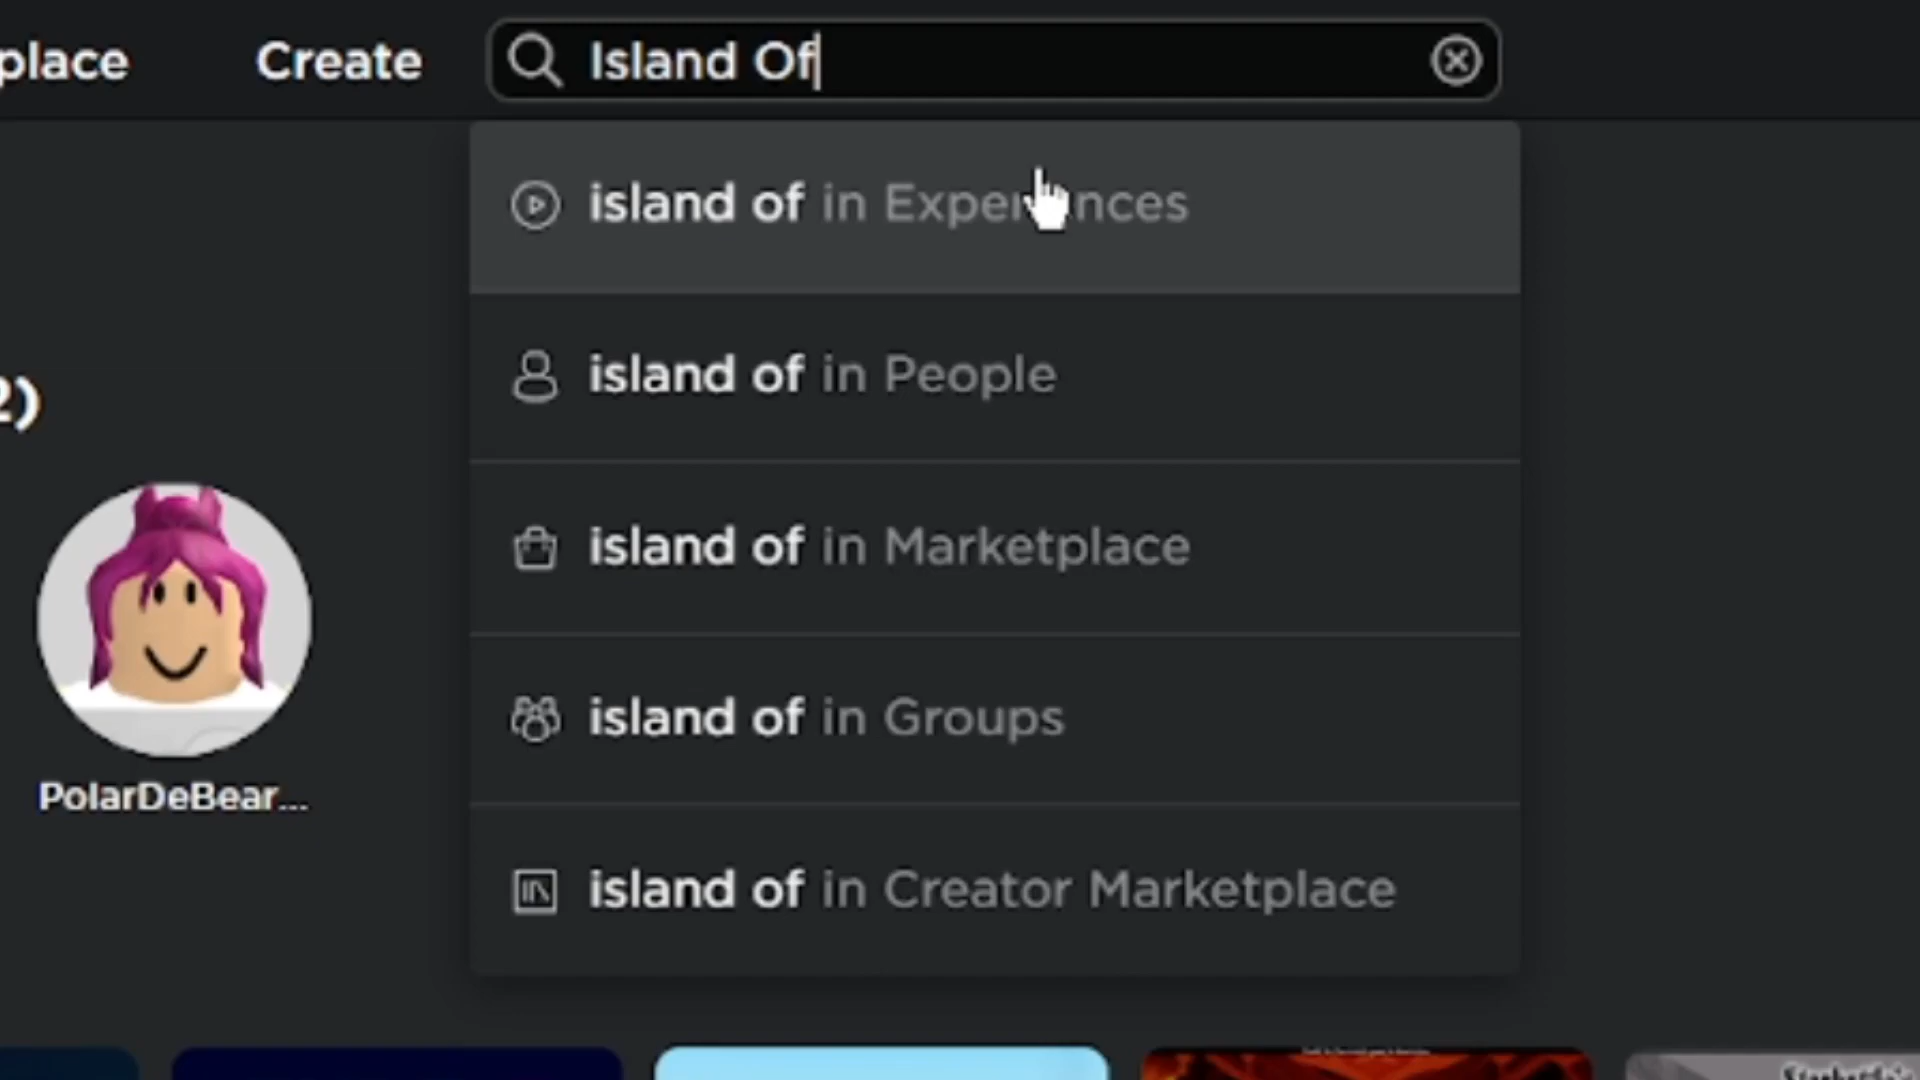 place
Create
Island Of
island of in Experiences
island of in People
2)
island of in Marketplace
island of in Groups
PolarDeBear...
island of in Creator Marketplace